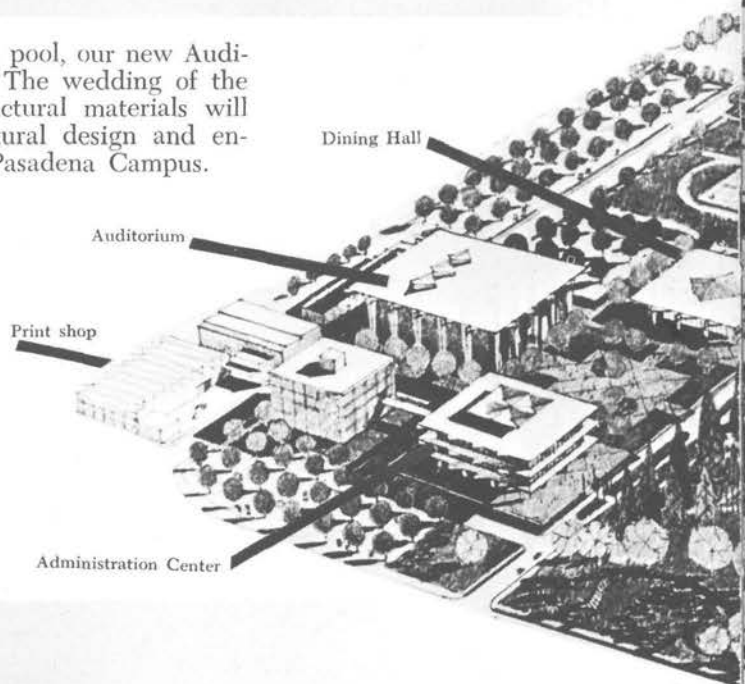 pool, our new Audi-
The wedding of the
ctural materials will
tural design and en-
Pasadena Campus.
Dining Hall
Auditorium
Print shop
Administration Center